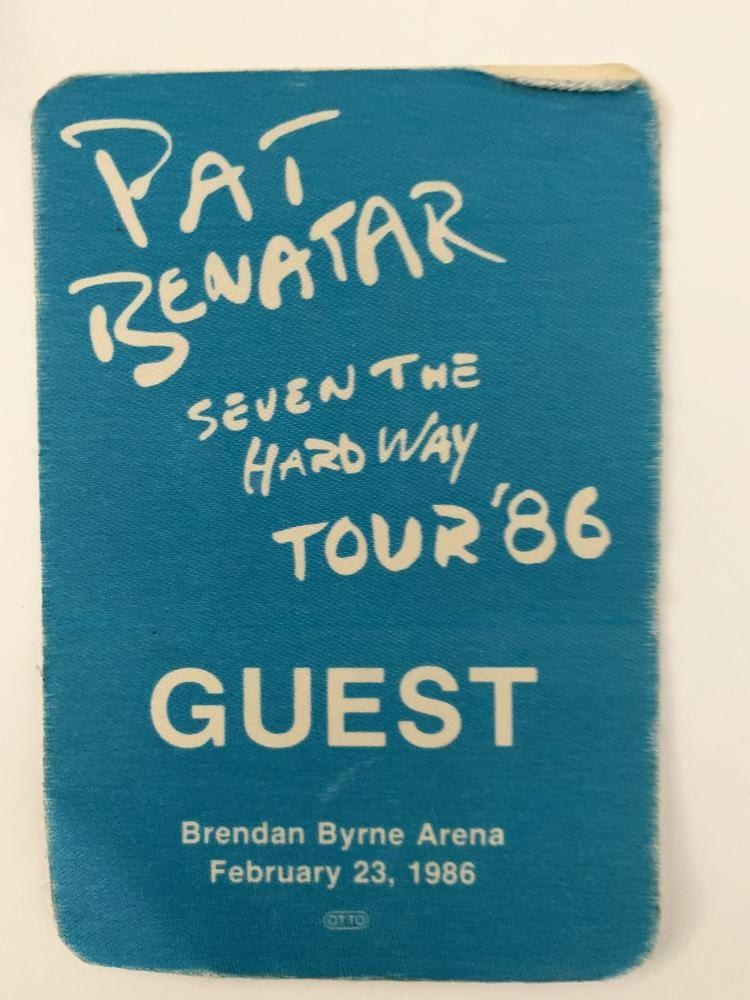 PAT
BENATAR
SEVEN THE
HARD WAY
TOUR '86
GUEST
Brendan Byrne Arena
February 23, 1986
OTTO